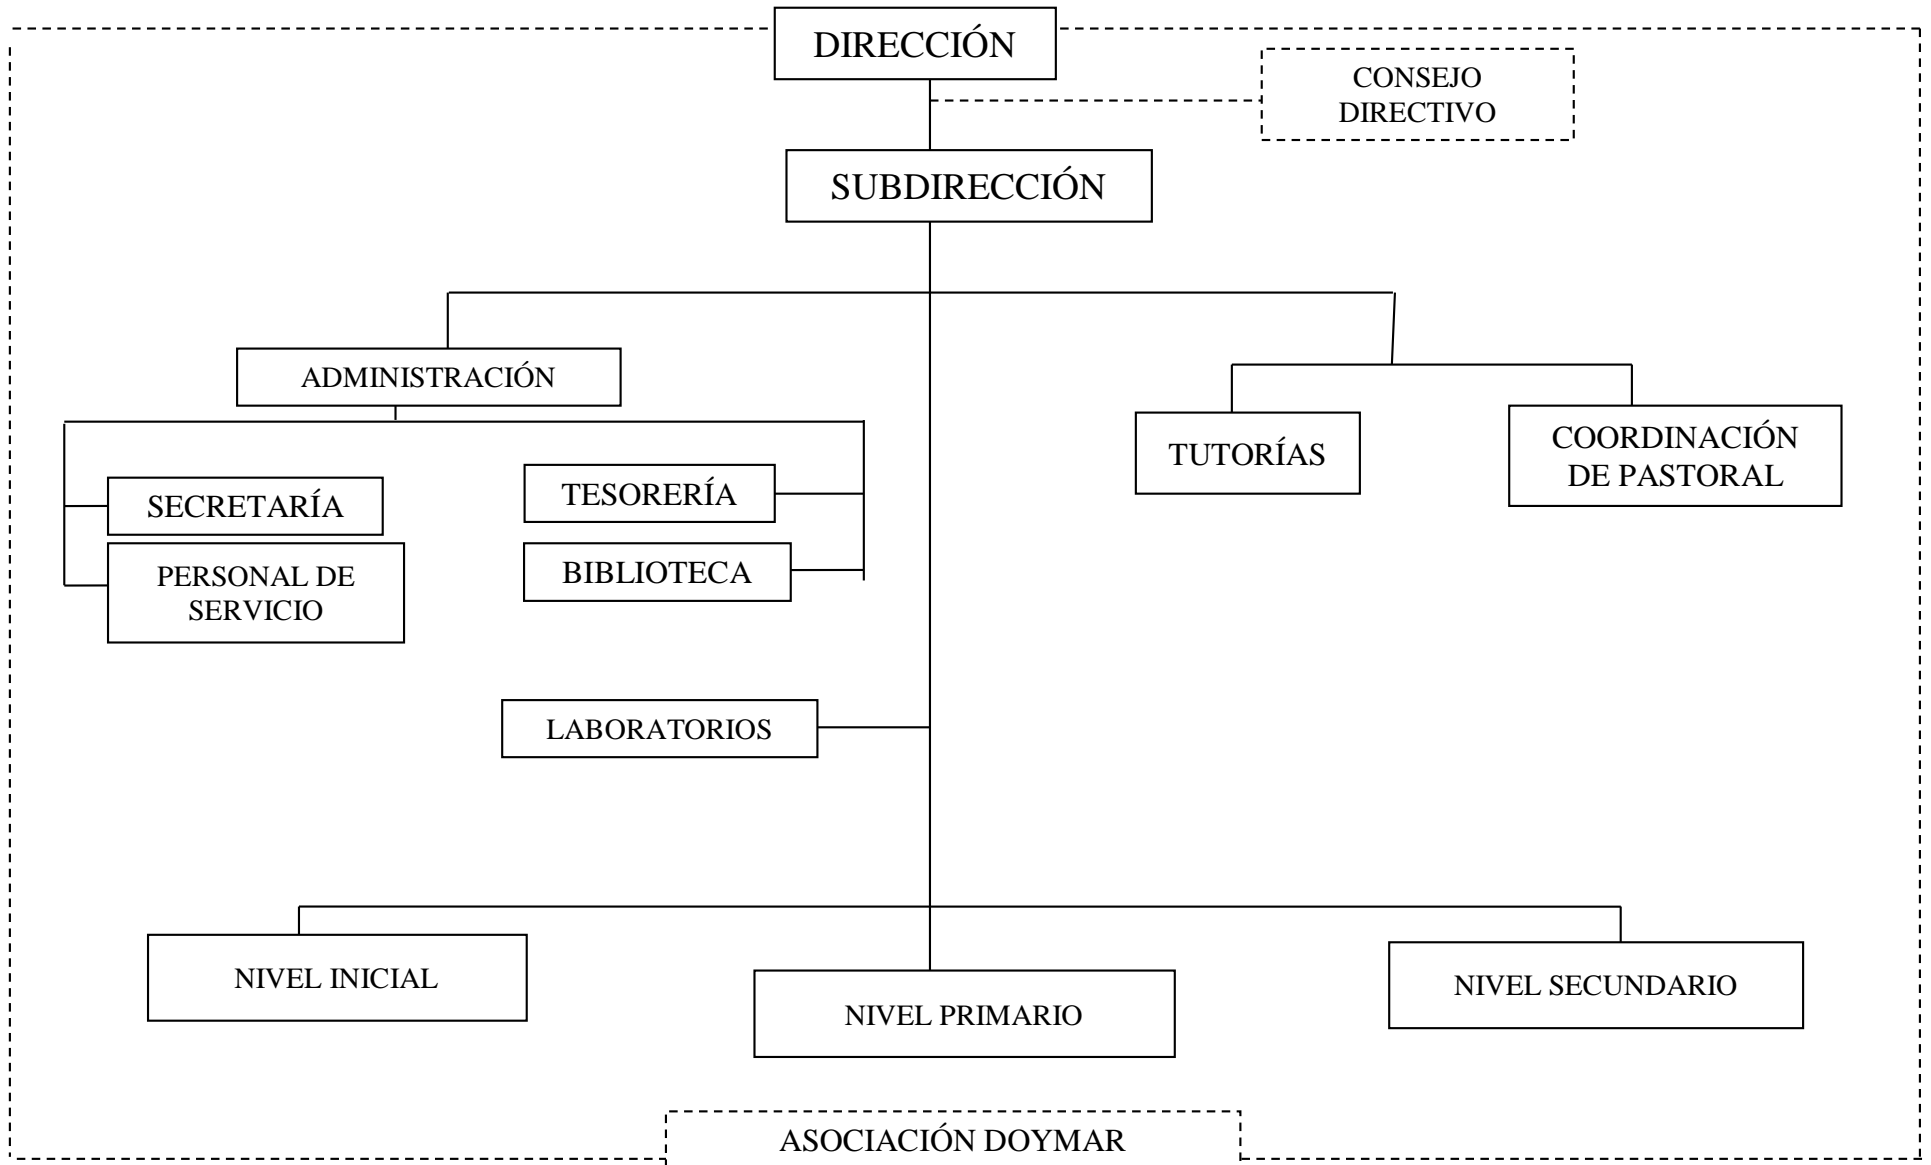 DIRECCIÓN
CONSEJO
DIRECTIVO
SUBDIRECCIÓN
ADMINISTRACIÓN
TUTORÍAS
COORDINACIÓN
DE PASTORAL
SECRETARÍA
TESORERÍA
PERSONAL DE
SERVICIO
BIBLIOTECA
LABORATORIOS
NIVEL INICIAL
NIVEL PRIMARIO
NIVEL SECUNDARIO
ASOCIACIÓN DOYMAR